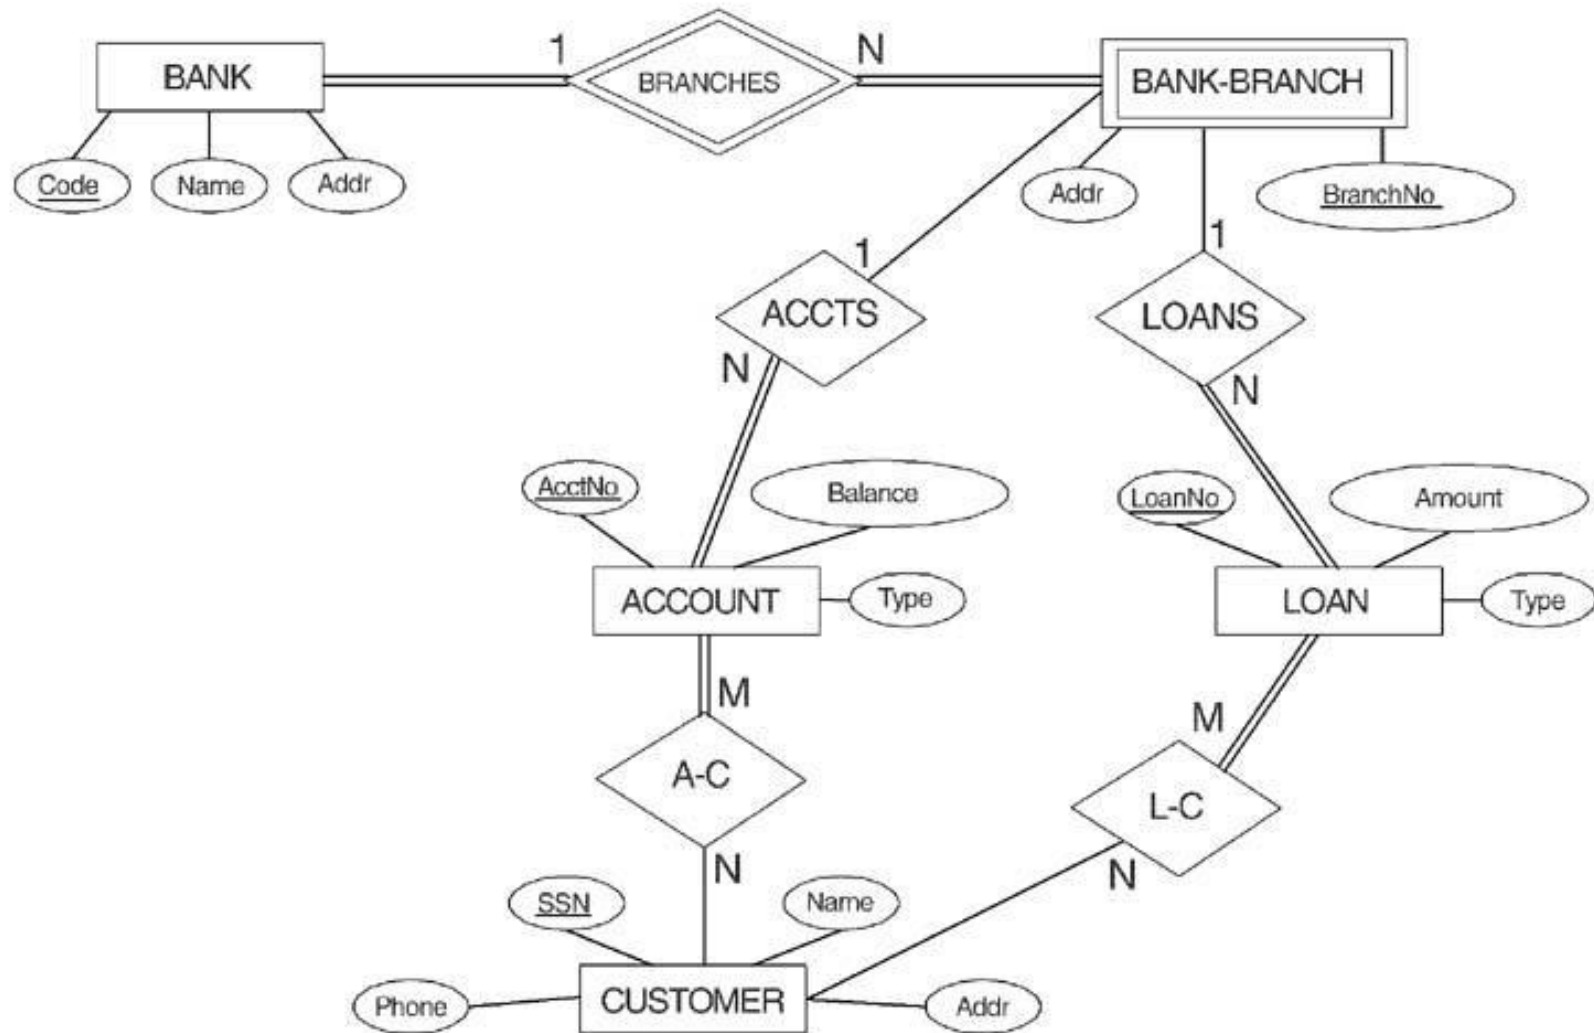 1
N
BANK
BRANCHES
BANK-BRANCH
Code
Name
Addr
Addr
BranchNo
1
1
ACCTS
LOANS
N
N
AcctNo
Balance
LoanNo
Amount
ACCOUNT
Type
LOAN
Type
M
M
A-C
L-C
N
N
SSN
Name
Phone
CUSTOMER
Addr